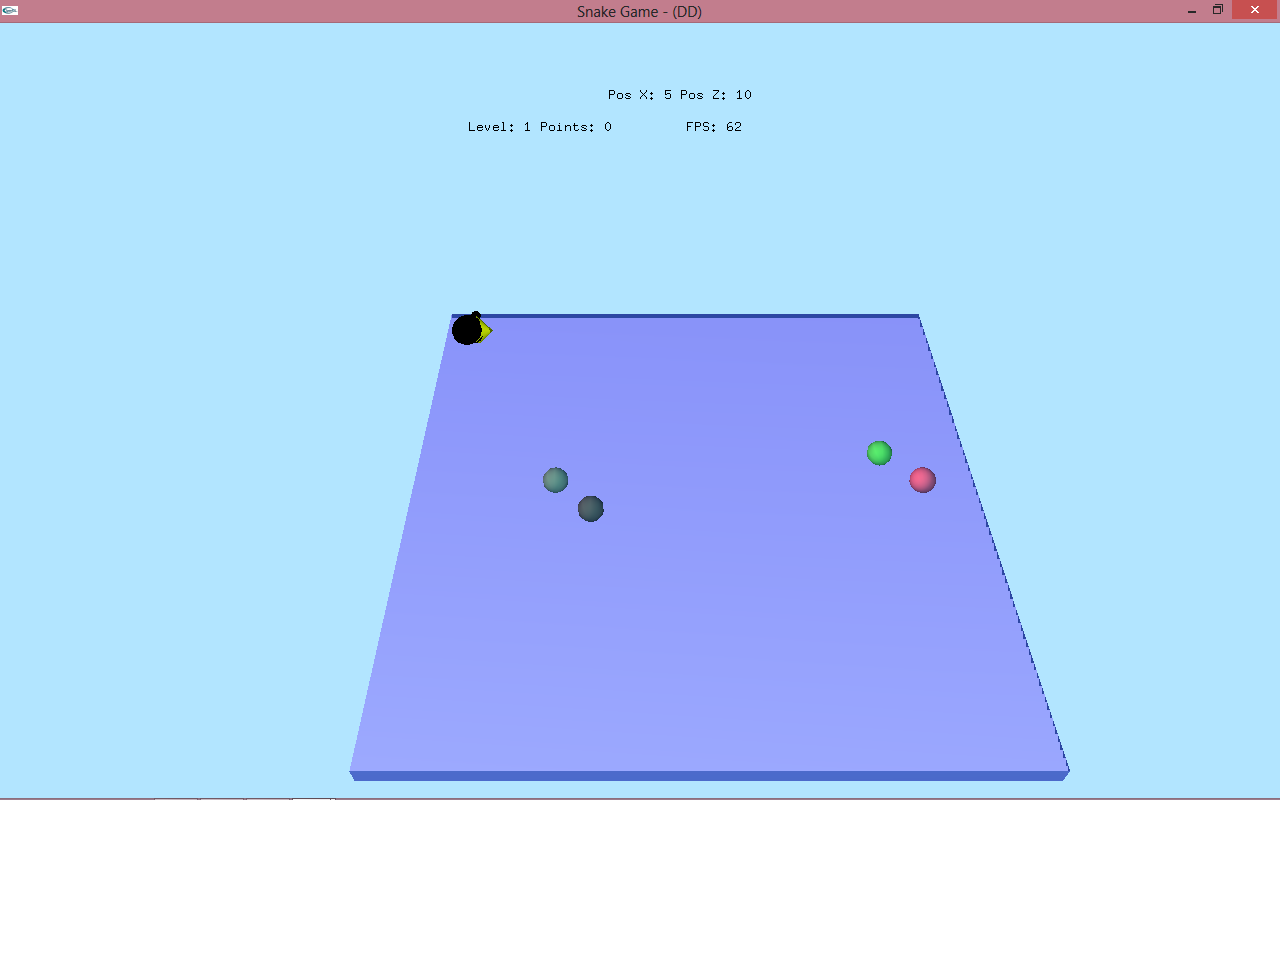 Snake Game - (DD)
Pos X: 5 Pos Z: 10
Level: 1 Points: 0 FPS: 62